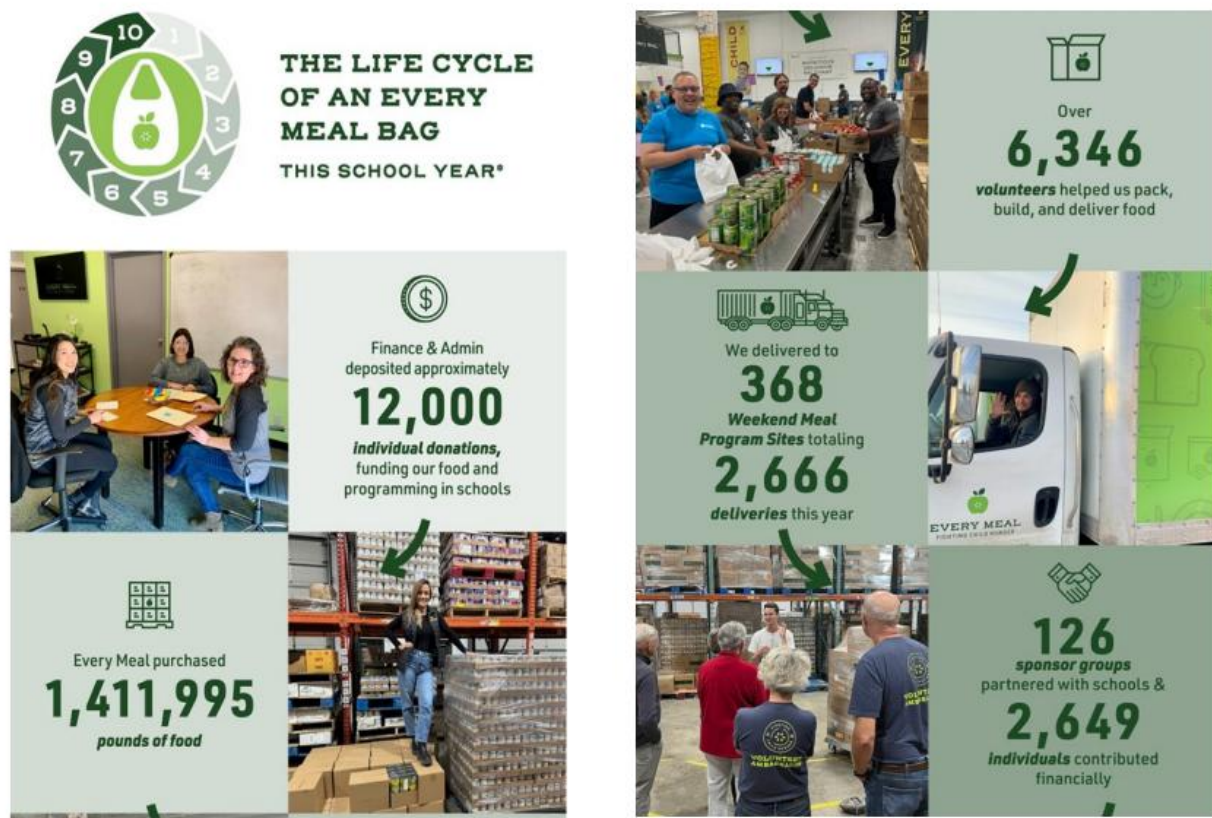 10
1
2
3
4
5
6
7
8
9
THE LIFE CYCLE
OF AN EVERY
MEAL BAG
THIS SCHOOL YEAR*
$
Finance & Admin
deposited approximately
12,000
individual donations,
funding our food and
programming in schools
Every Meal purchased
1,411,995
pounds of food
CHILD
EVERY
Over
6,346
volunteers helped us pack,
build, and deliver food
We delivered to
368
Weekend Meal
Program Sites totaling
2,666
deliveries this year
EVERY MEAL
FIGHTING CHILD HUNGER
VOLUNTEER
AMBASSADOR
126
sponsor groups
partnered with schools &
2,649
individuals contributed
financially